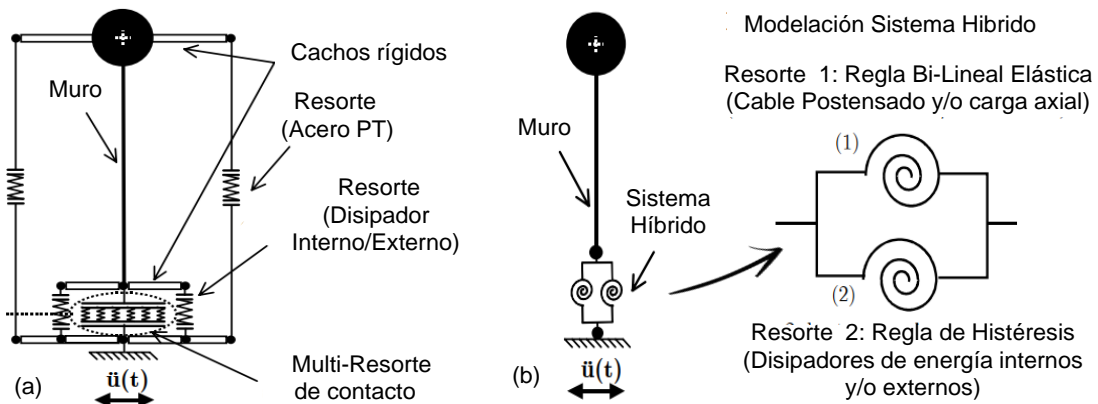 Cachos rígidos
Muro
Resorte
(Acero PT)
Resorte
(Disipador
Interno/Externo)
Multi-Resorte
de contacto
(a)
ü(t)
Muro
Sistema
Híbrido
(b)
ü(t)
Modelación Sistema Hibrido
Resorte 1: Regla Bi-Lineal Elástica
(Cable Postensado y/o carga axial)
(1)
(2)
Resorte 2: Regla de Histéresis
(Disipadores de energía internos
y/o externos)